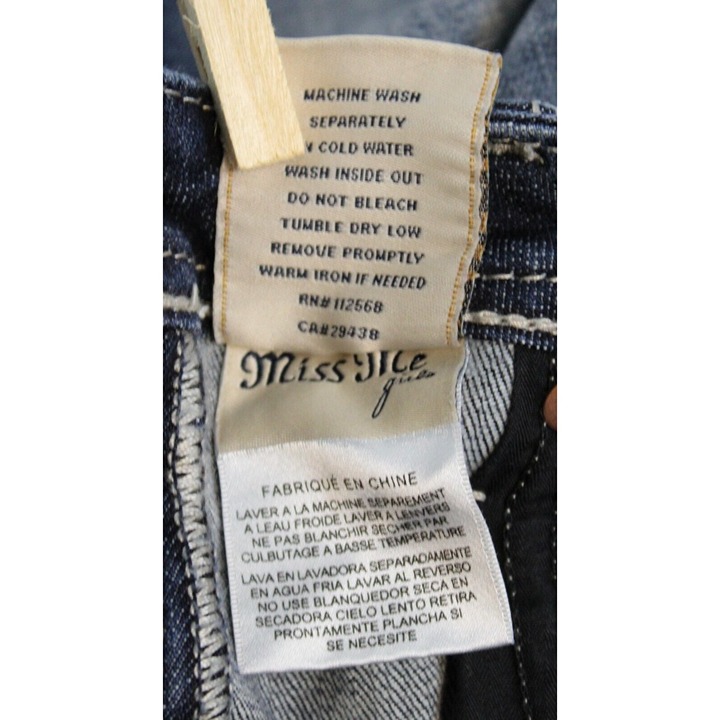 MACHINE WASH
SEPARATELY
N COLD WATER
WASH INSIDE OUT
DO NOT BLEACH
TUMBLE DRY LOW
REMOVE PROMPTLY
WARM IRON IF NEEDED
RN# 112568
CA#29438
Miss Me
girls
FABRIQUÉ EN CHINE
LAVER A LA MACHINE SEPAREMENT
A LEAU FROIDE LAVER A LENVERS
NE PAS BLANCHIR SECHER PAR
CULBUTAGE A BASSE TEMPERATURE
LAVA EN LAVADORA SEPARADAMENTE
EN AGUA FRIA LAVAR AL REVERSO
NO USE BLANQUEDOR SECA EN
SECADORA CIELO LENTO RETIRA
PRONTAMENTE PLANCHA SI
SE NECESITE